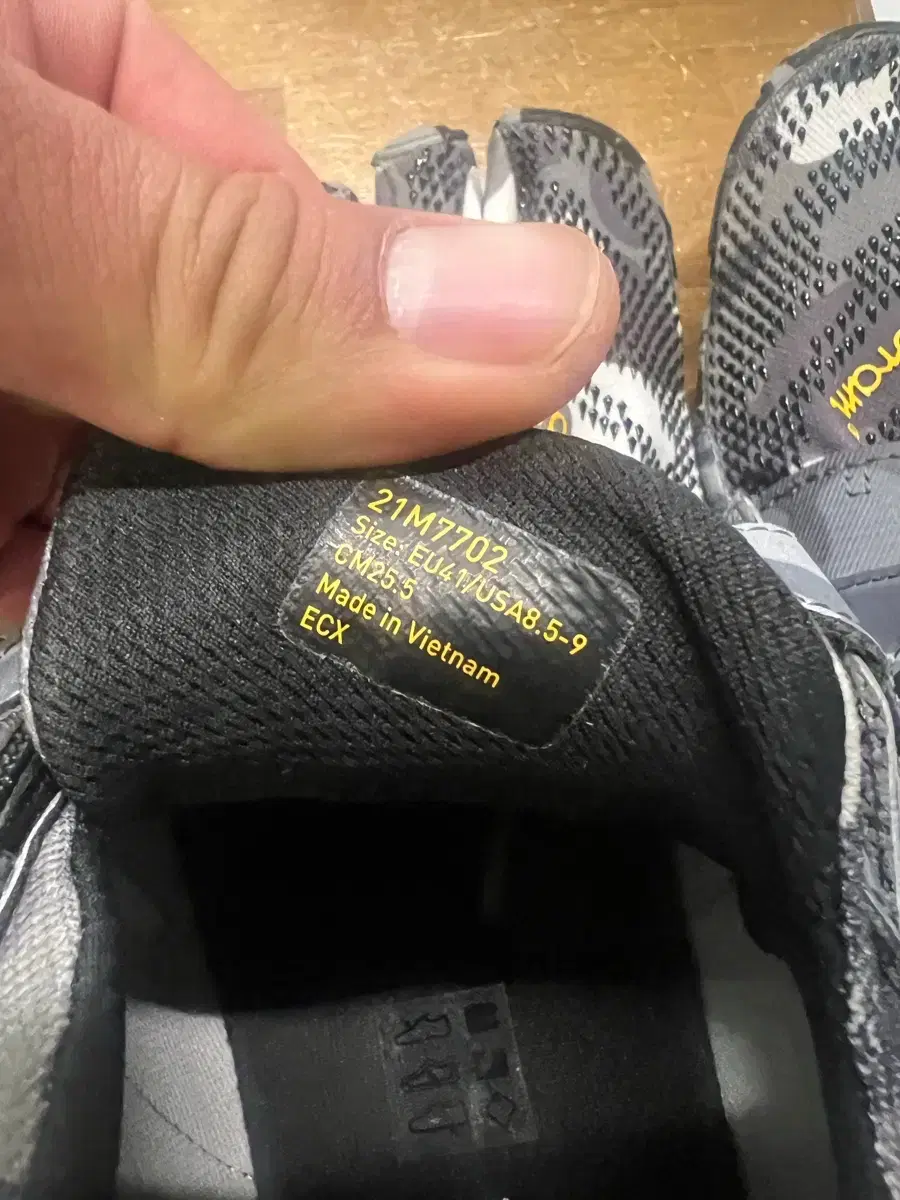 21M7702
Size: EU41/USA8.5-9
CM25.5
Made in Vietnam
ECX